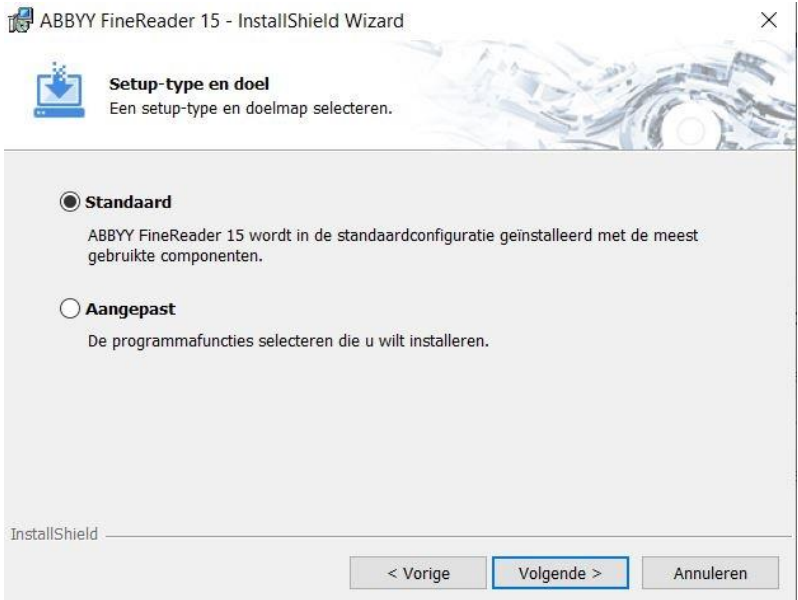 ABBYY FineReader 15 - InstallShield Wizard
Setup-type en doel
Een setup-type en doelmap selecteren.
Standaard
ABBYY FineReader 15 wordt in de standaardconfiguratie geïnstalleerd met de meest
gebruikte componenten.
Aangepast
De programmafuncties selecteren die u wilt installeren.
InstallShield
< Vorige
Volgende >
Annuleren